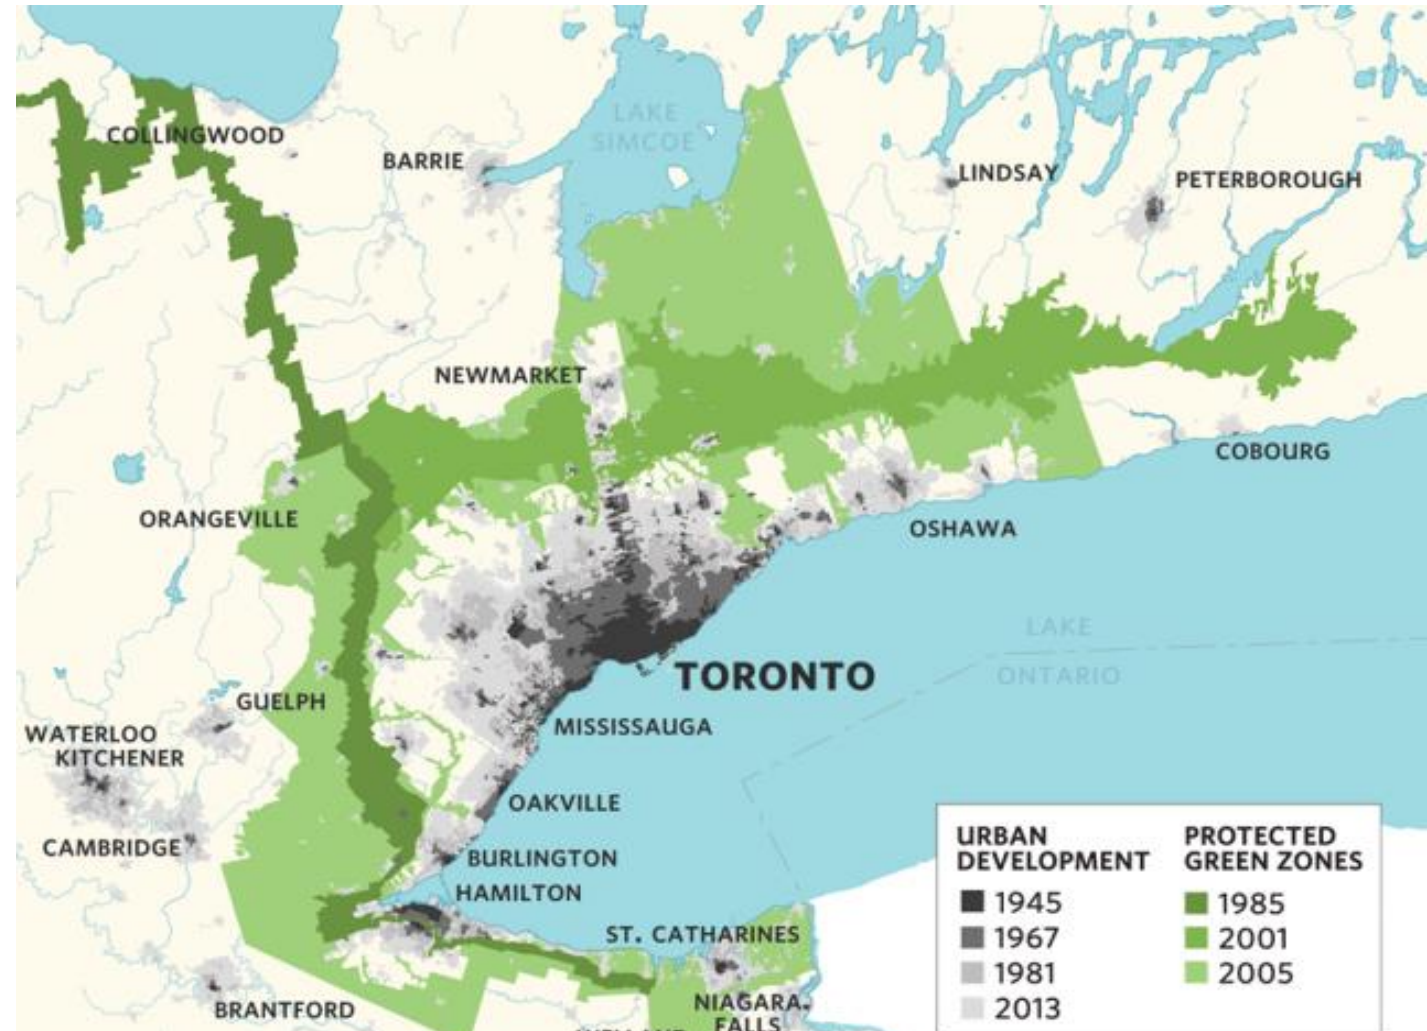 LAKE
SIMCOE
COLLINGWOOD
BARRIE
LINDSAY
PETERBOROUGH
NEWMARKET
COBOURG
ORANGEVILLE
OSHAWA
LAKE
ONTARIO
TORONTO
GUELPH
MISSISSAUGA
WATERLOO
KITCHENER
OAKVILLE
CAMBRIDGE
BURLINGTON
HAMILTON
ST. CATHARINES
BRANTFORD
NIAGARA
FALLS
URBAN
DEVELOPMENT
1945
1967
1981
2013
PROTECTED
GREEN ZONES
1985
2001
2005